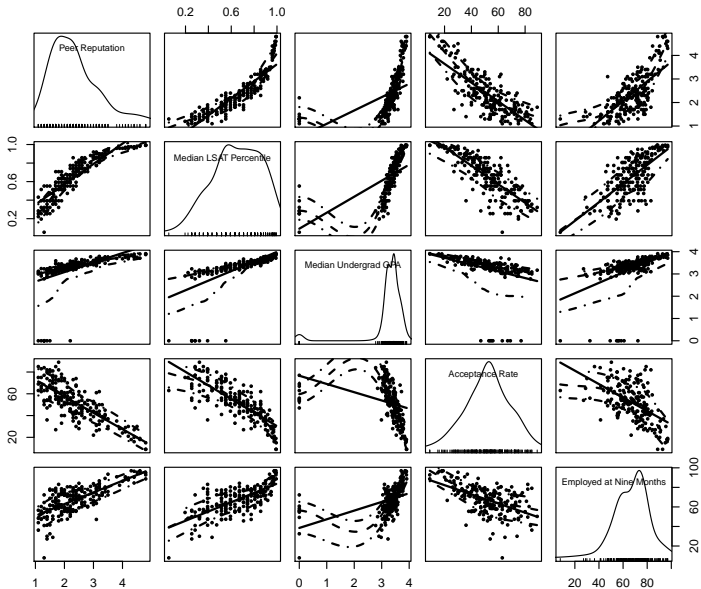 0.2 0.6 1.0
20 40 60 80
Peer Reputation
1 2 3 4
0.2 0.6 1.0
Median LSAT Percentile
Median Undergrad GPA
0 1 2 3 4
20 60
Acceptance Rate
Employed at Nine Months
20 60 100
1 2 3 4
0 1 2 3 4
20 40 60 80